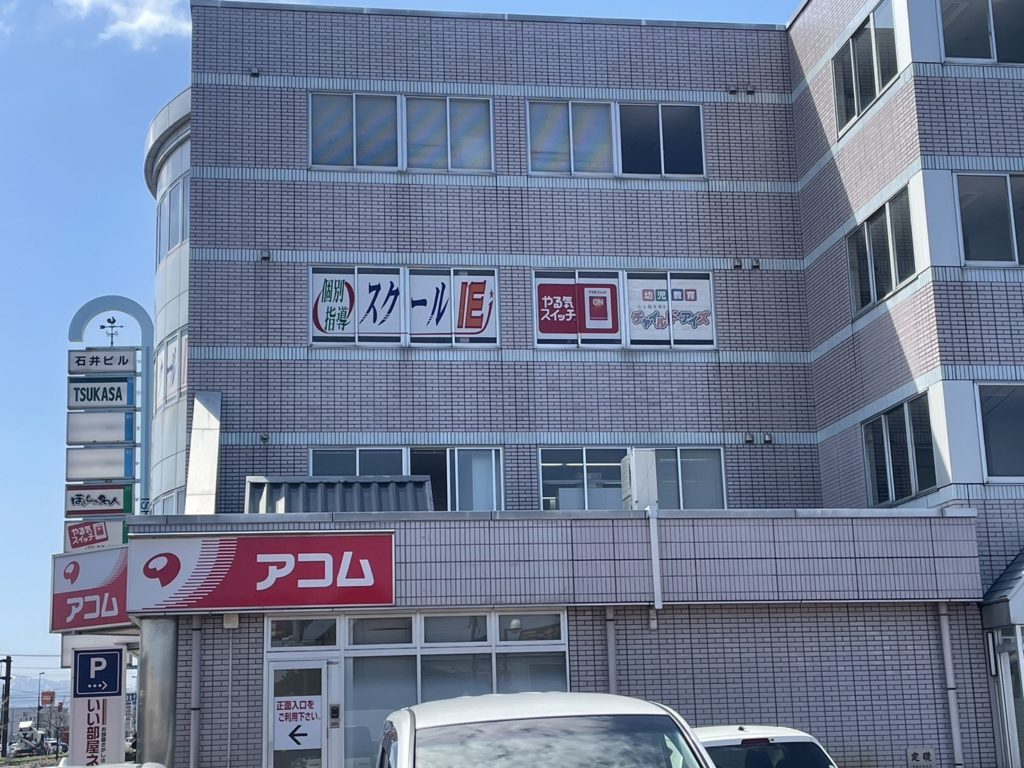 個別
指導
スクールIE
やる気
スイッチ
ON
幼児教育
チャイルド・アイズ
石井ビル
TSUKASA
やる気
スイッチ
アコム
アコム
P
いい部屋ネ
正面入口を
ご利用下さい。
←
定礎